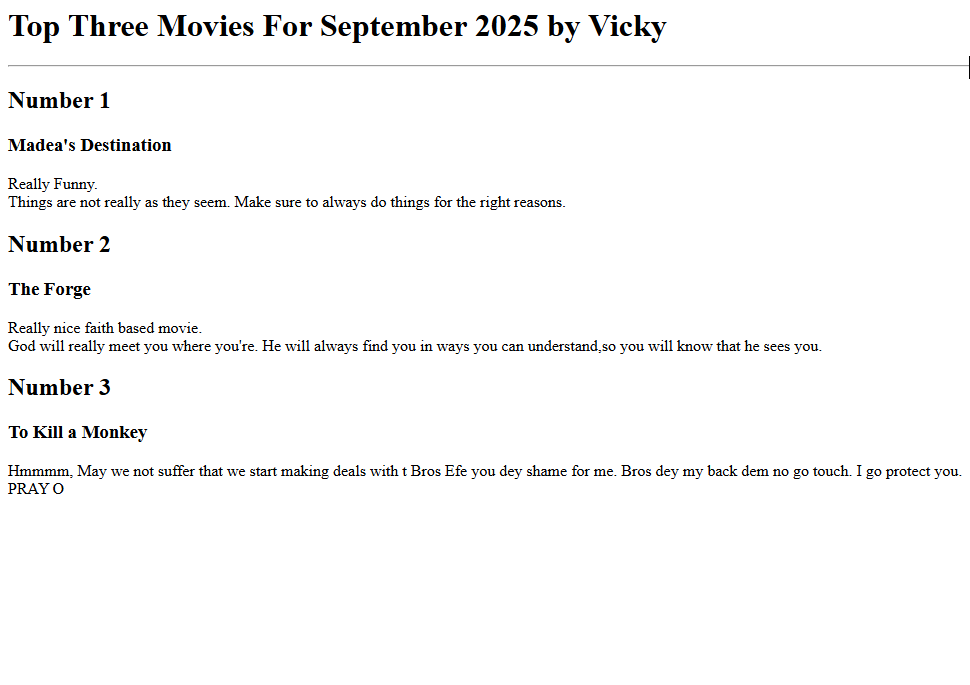 Top Three Movies For September 2025 by Vicky
Number 1
Madea's Destination
Really Funny.
Things are not really as they seem. Make sure to always do things for the right reasons.
Number 2
The Forge
Really nice faith based movie.
God will really meet you where you're. He will always find you in ways you can understand,so you will know that he sees you.
Number 3
To Kill a Monkey
Hmmmm, May we not suffer that we start making deals with t Bros Efe you dey shame for me. Bros dey my back dem no go touch. I go protect you.
PRAY O